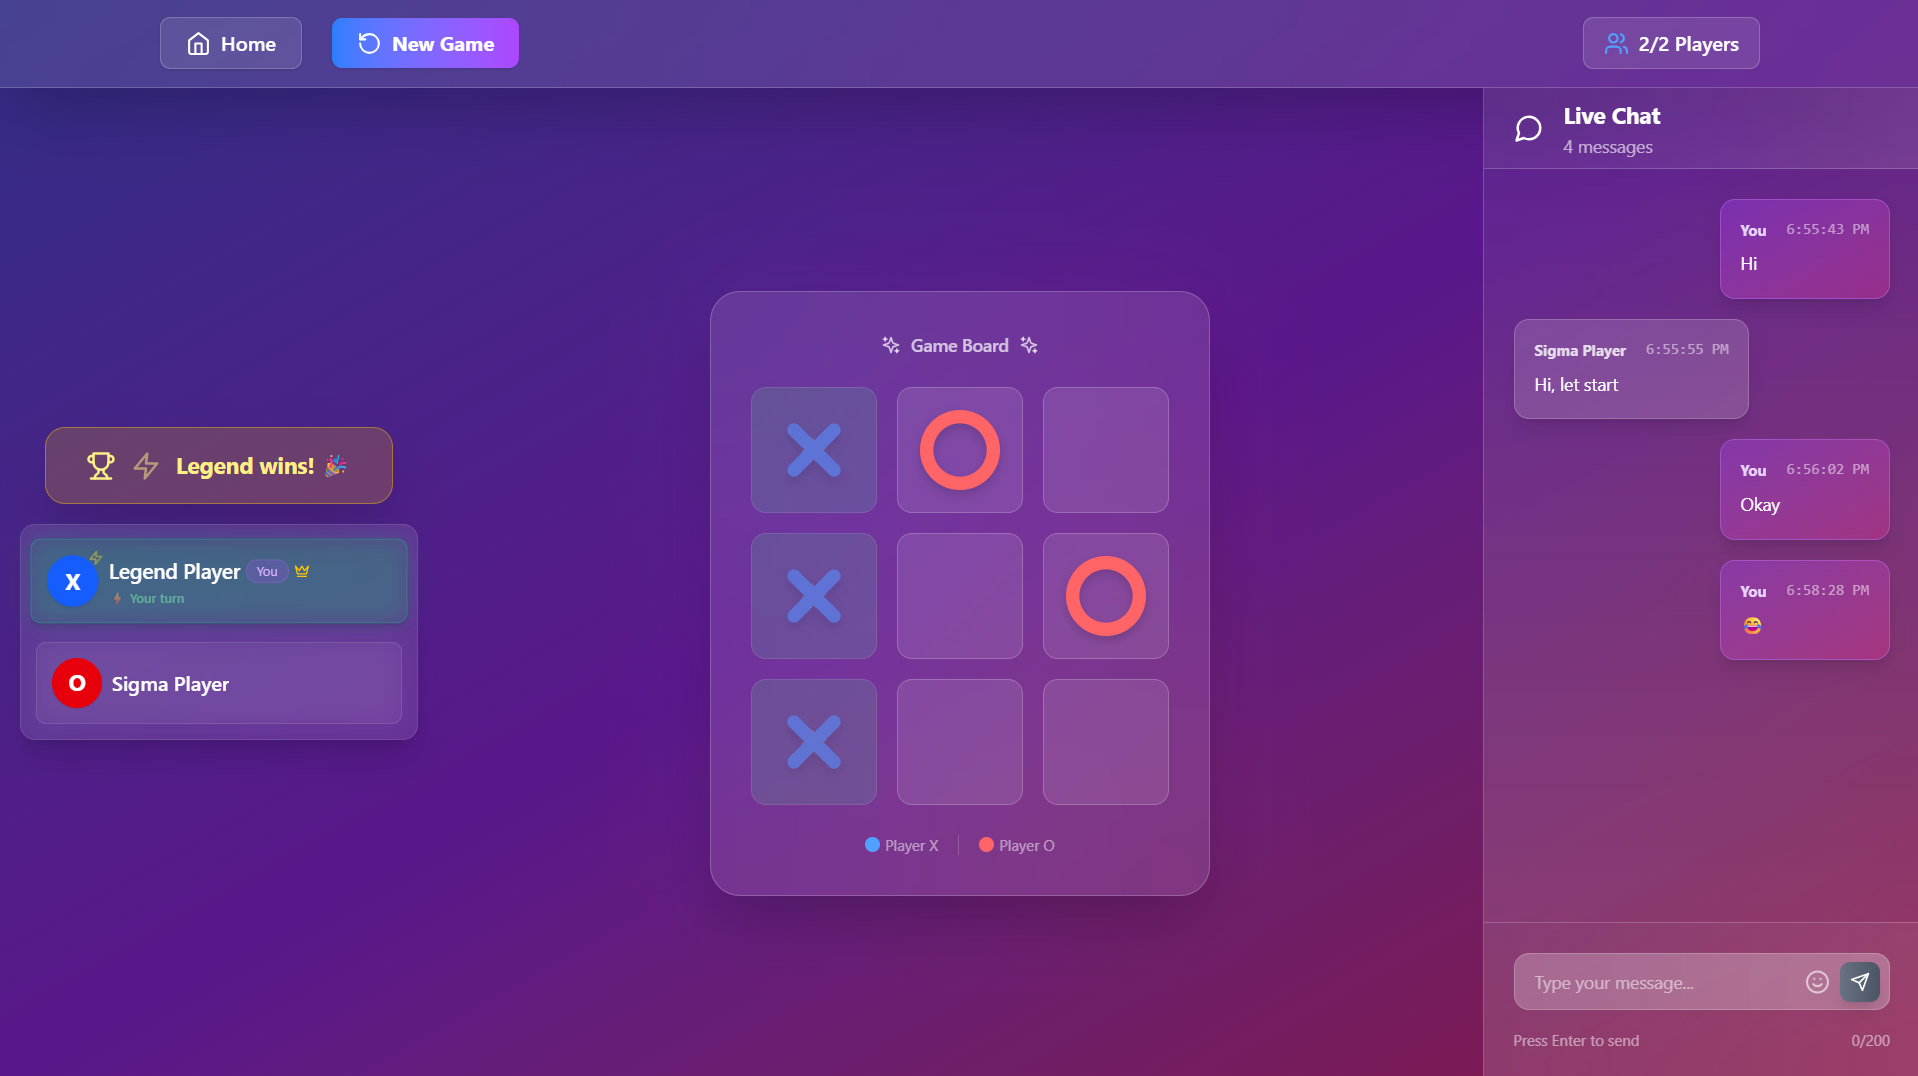 Home
New Game
2/2 Players
Live Chat
4 messages
You 6:55:43 PM
Hi
Sigma Player 6:55:55 PM
Hi, let start
You 6:56:02 PM
Okay
You 6:58:28 PM
😂
Type your message...
Press Enter to send 0/200
Legend wins! 🎉
X
Legend Player You
Your turn
O
Sigma Player
Game Board
Player X
Player O